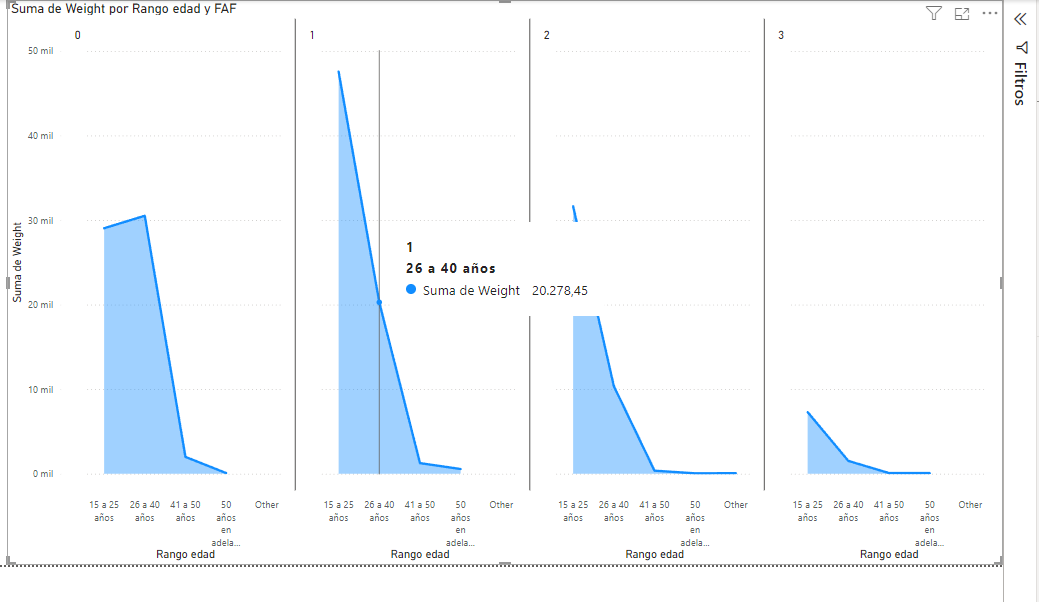 Suma de Weight por Rango edad y FAF
0
1
2
3
50 mil
40 mil
30 mil
20 mil
10 mil
0 mil
Suma de Weight
1
26 a 40 años
Suma de Weight 20.278,45
15 a 25 años
26 a 40 años
41 a 50 años
50 años en adela...
Other
Rango edad
15 a 25 años
26 a 40 años
41 a 50 años
50 años en adela...
Other
Rango edad
15 a 25 años
26 a 40 años
41 a 50 años
50 años en adela...
Other
Rango edad
15 a 25 años
26 a 40 años
41 a 50 años
50 años en adela...
Other
Rango edad
Filtros